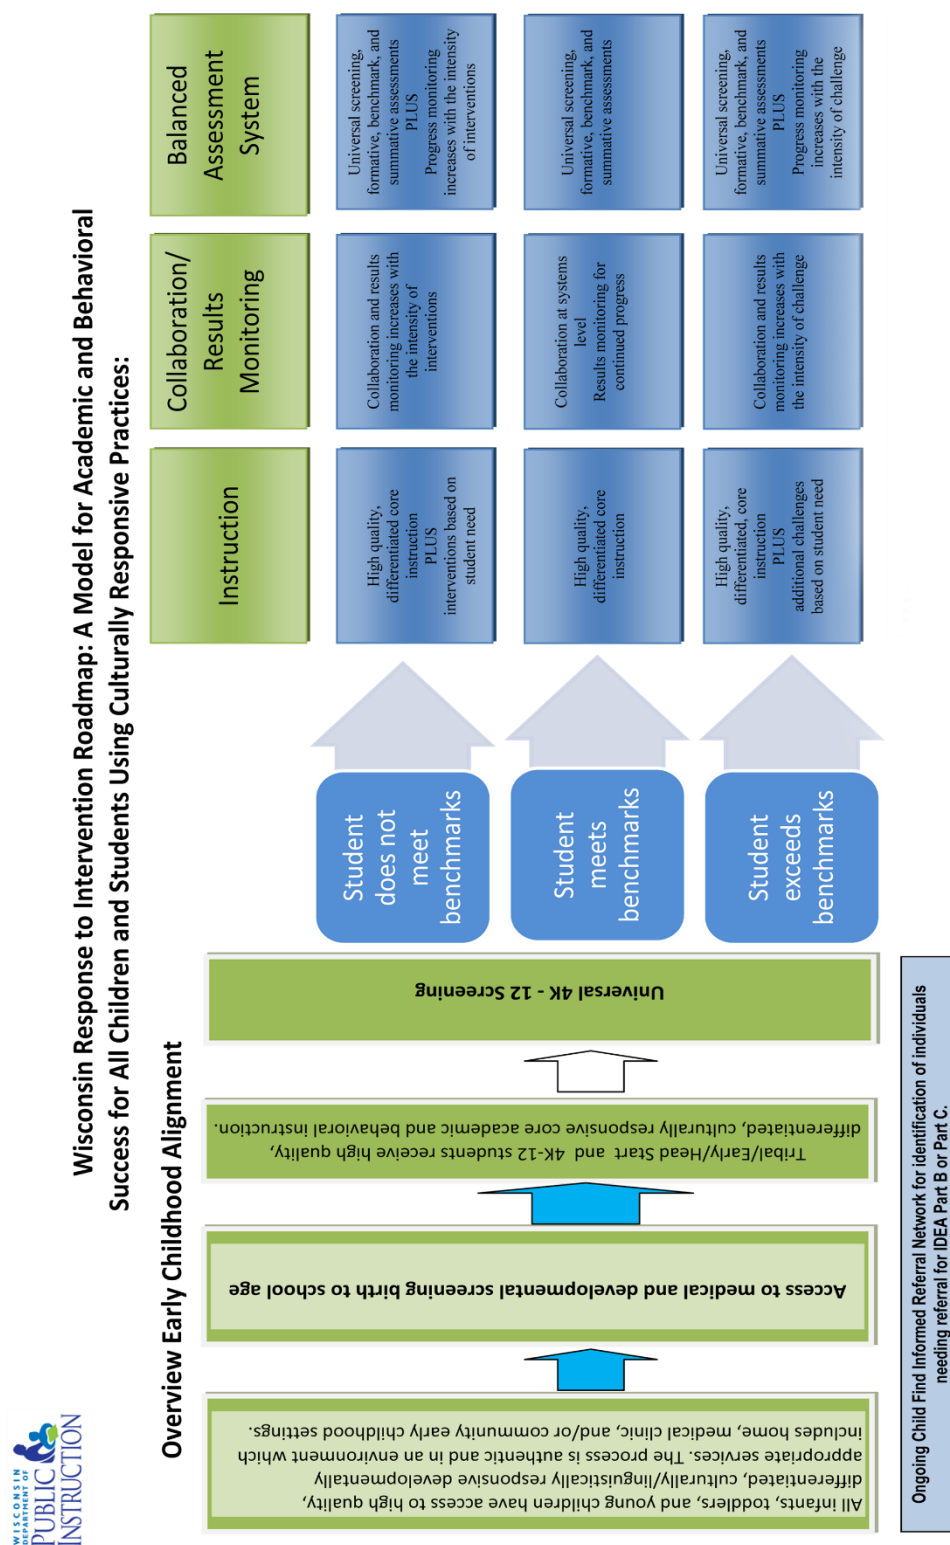 WISCONSIN
DEPARTMENT OF
PUBLIC
INSTRUCTION
Wisconsin Response to Intervention Roadmap: A Model for Academic and Behavioral
Success for All Children and Students Using Culturally Responsive Practices:
Overview Early Childhood Alignment
All infants, toddlers, and young children have access to high quality,
differentiated, culturally/linguistically responsive developmentally
appropriate services. The process is authentic and in an environment which
includes home, medical clinic, and/or community early childhood settings.
Access to medical and developmental screening birth to school age
Tribal/Early/Head Start and 4K-12 students receive high quality,
differentiated, culturally responsive core academic and behavioral instruction.
Universal 4K - 12 Screening
Ongoing Child Find Informed Referral Network for identification of individuals
needing referral for IDEA Part B or Part C.
Instruction
Collaboration/
Results
Monitoring
Balanced
Assessment
System
Student
does not
meet
benchmarks
High quality,
differentiated core
instruction
PLUS
interventions based on
student need
Collaboration and results
monitoring increases with
the intensity of
interventions
Universal screening,
formative, benchmark, and
summative assessments
PLUS
Progress monitoring
increases with the intensity
of interventions
Student
meets
benchmarks
High quality,
differentiated core
instruction
Collaboration at systems
level
Results monitoring for
continued progress
Universal screening,
formative, benchmark, and
summative assessments
Student
exceeds
benchmarks
High quality,
differentiated, core
instruction
PLUS
additional challenges
based on student need
Collaboration and results
monitoring increases with
the intensity of challenge
Universal screening,
formative, benchmark, and
summative assessments
PLUS
Progress monitoring
increases with the
intensity of challenge